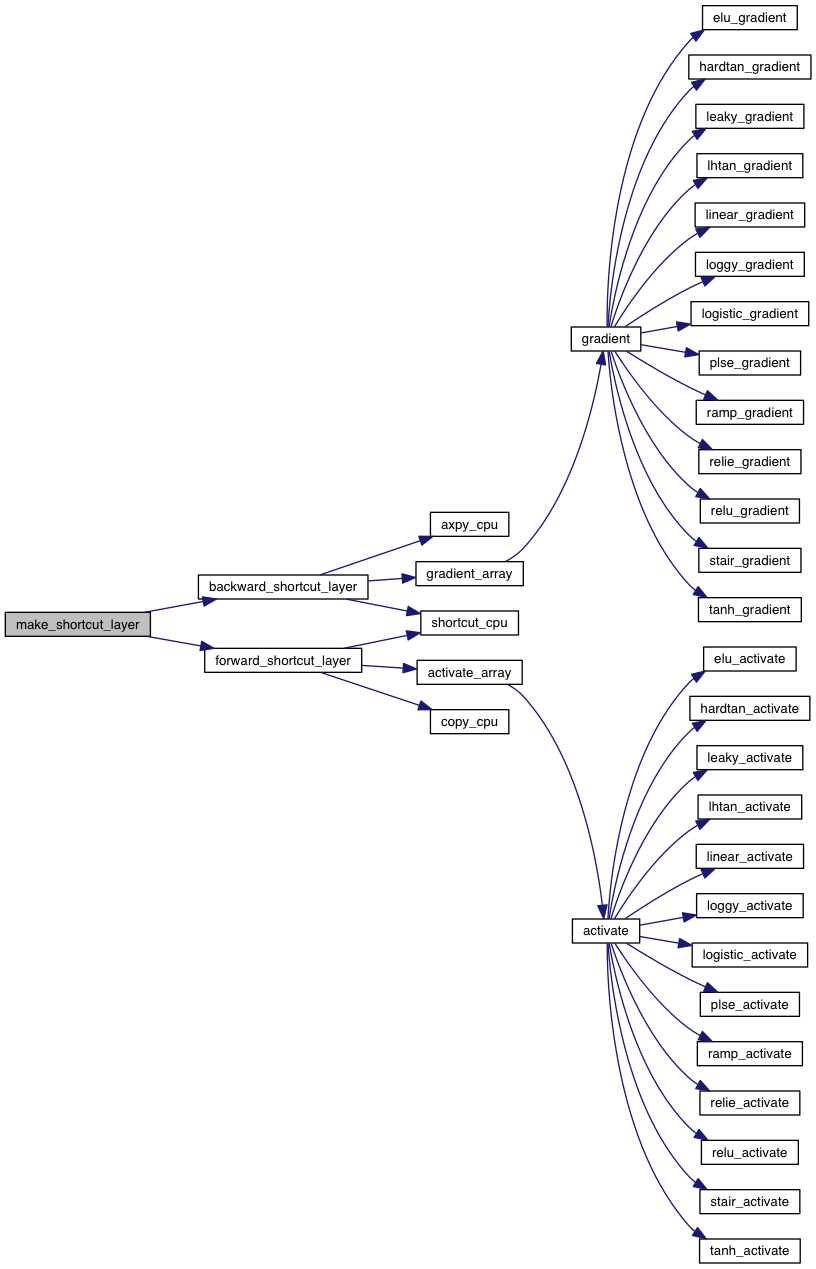 elu_gradient
hardtan_gradient
leaky_gradient
lhtan_gradient
linear_gradient
loggy_gradient
logistic_gradient
gradient
plse_gradient
ramp_gradient
relie_gradient
relu_gradient
axpy_cpu
stair_gradient
gradient_array
backward_shortcut_layer
tanh_gradient
make_shortcut_layer
shortcut_cpu
forward_shortcut_layer
elu_activate
activate_array
hardtan_activate
copy_cpu
leaky_activate
lhtan_activate
linear_activate
loggy_activate
activate
logistic_activate
plse_activate
ramp_activate
relie_activate
relu_activate
stair_activate
tanh_activate